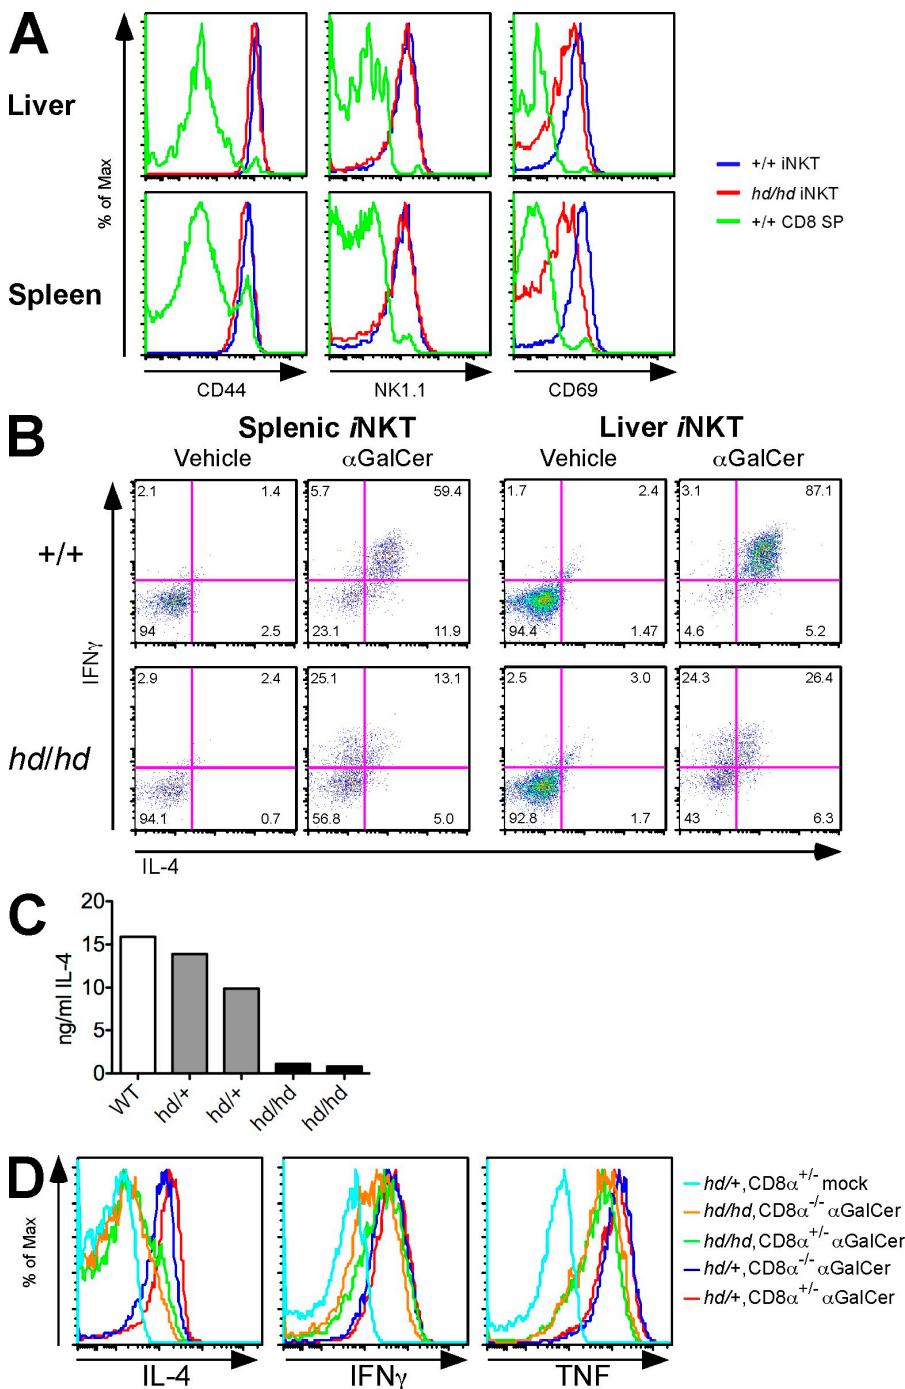 A
Liver
Spleen
% of Max
CD44
NK1.1
CD69
+/+ iNKT
hd/hd iNKT
+/+ CD8 SP
B
Splenic iNKT
Liver iNKT
Vehicle
αGalCer
Vehicle
αGalCer
+/+
2.1 1.4
94 2.5
5.7 59.4
23.1 11.9
1.7 2.4
94.4 1.47
3.1 87.1
4.6 5.2
hd/hd
2.9 2.4
94.1 0.7
25.1 13.1
56.8 5.0
2.5 3.0
92.8 1.7
24.3 26.4
43 6.3
IFNγ
IL-4
C
ng/ml IL-4
20
15
10
5
0
WT
hd/+
hd/+
hd/hd
hd/hd
D
% of Max
IL-4
IFNγ
TNF
hd/+,CD8α+/- mock
hd/hd,CD8α-/- αGalCer
hd/hd,CD8α+/- αGalCer
hd/+,CD8α-/- αGalCer
hd/+,CD8α+/- αGalCer